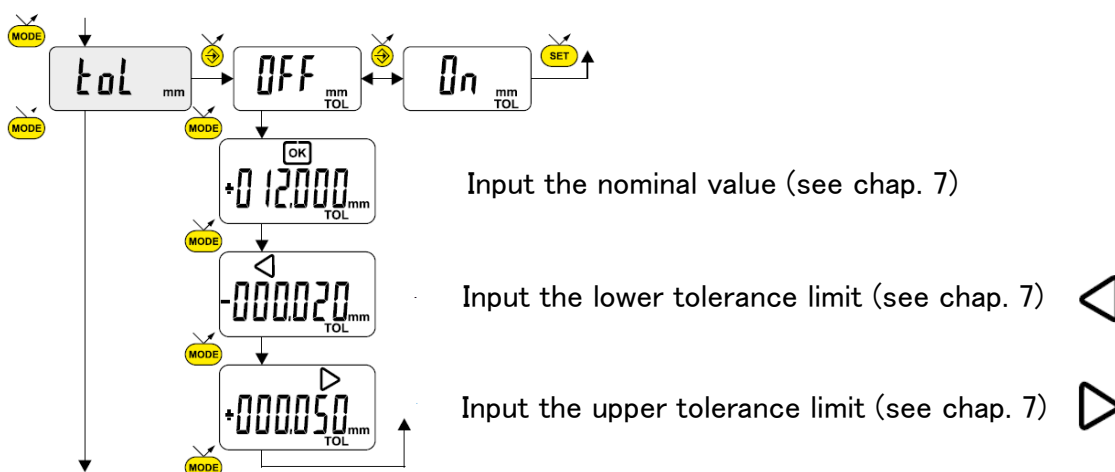 MODE
toL mm
OFF mm TOL
On mm TOL
SET
MODE
MODE
OK
+012.000 mm TOL
Input the nominal value (see chap. 7)
MODE
-000.020 mm TOL
Input the lower tolerance limit (see chap. 7)
MODE
+000.050 mm TOL
Input the upper tolerance limit (see chap. 7)
MODE